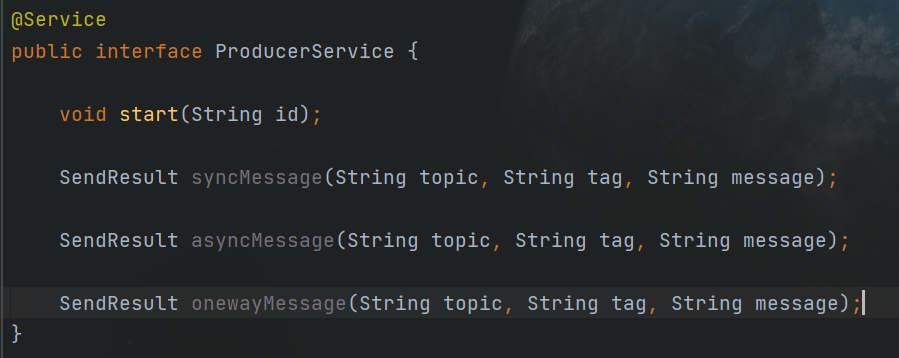 @Service
public interface ProducerService {
void start(String id);
SendResult syncMessage(String topic, String tag, String message);
SendResult asyncMessage(String topic, String tag, String message);
SendResult onewayMessage(String topic, String tag, String message);
}